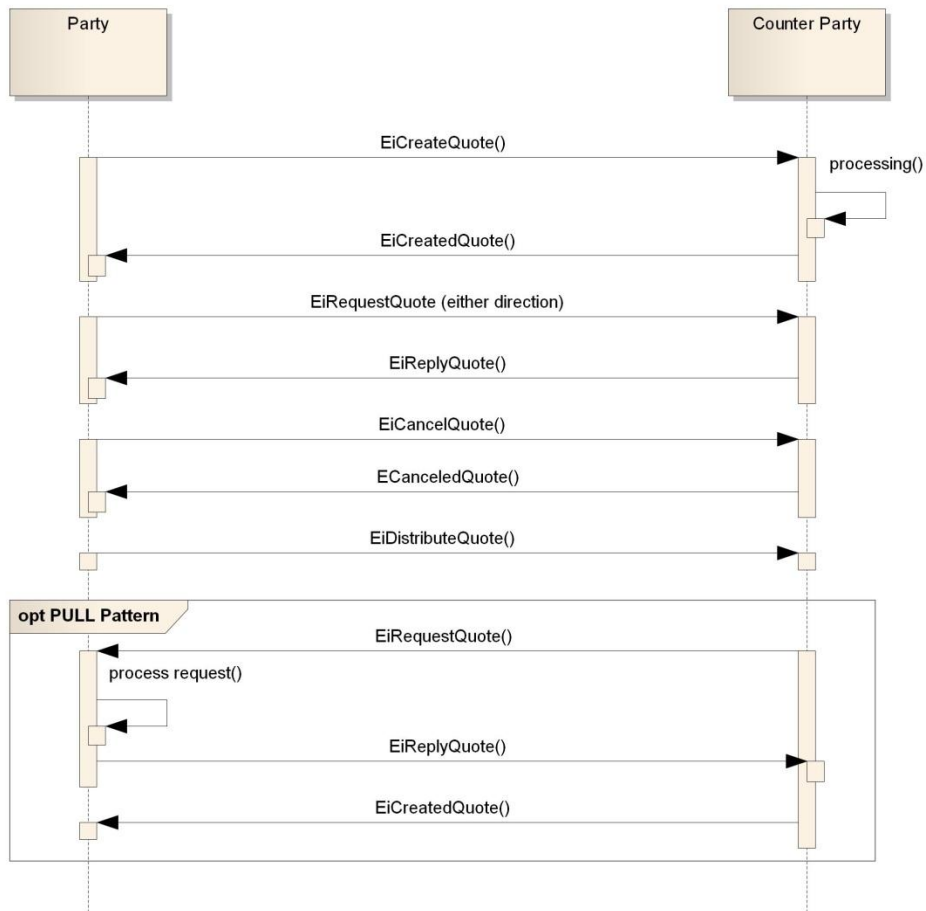 Party
Counter Party
EiCreateQuote()
processing()
EiCreatedQuote()
EiRequestQuote (either direction)
EiReplyQuote()
EiCancelQuote()
ECanceledQuote()
EiDistributeQuote()
opt PULL Pattern
EiRequestQuote()
process request()
EiReplyQuote()
EiCreatedQuote()